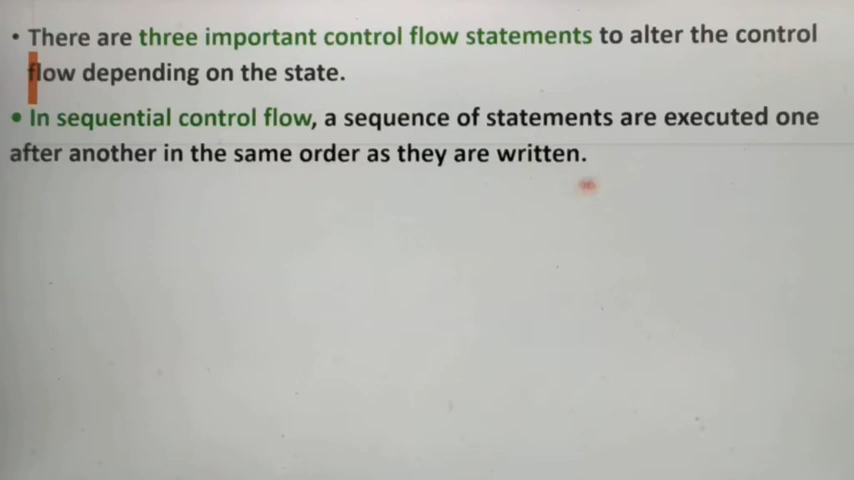 • There are three important control flow statements to alter the control
flow depending on the state.
• In sequential control flow, a sequence of statements are executed one
after another in the same order as they are written.